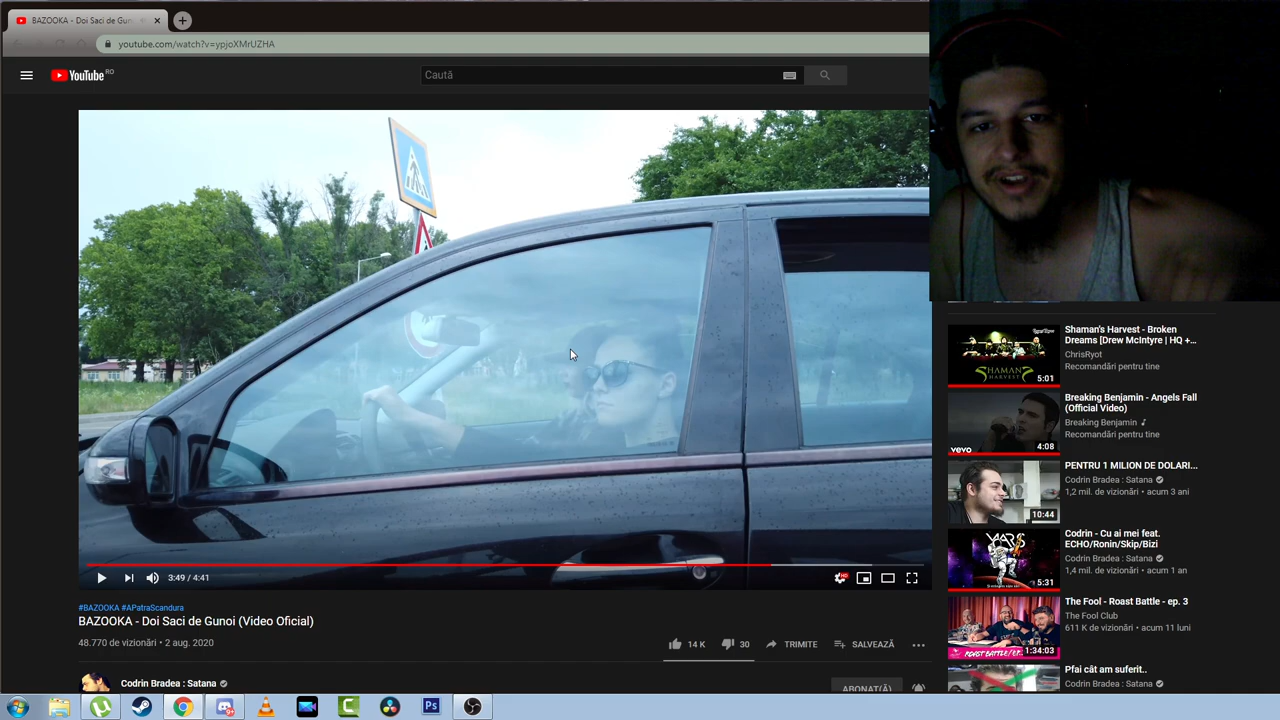 BAZOOKA - Doi Saci de Gun
youtube.com/watch?v=ypjoXMrUZHA
YouTube RO
Caută
3:49 / 4:41
HD
#BAZOOKA #APatraScandura
BAZOOKA - Doi Saci de Gunoi (Video Oficial)
48.770 de vizionări • 2 aug. 2020
14 K
30
TRIMITE
SALVEAZĂ
Codrin Bradea : Satana
ABONAT(Ă)
SHAMAN'S
HARVEST
5:01
Shaman's Harvest - Broken
Dreams [Drew McIntyre | HQ +...
ChrisRyot
Recomandări pentru tine
vevo
4:08
Breaking Benjamin - Angels Fall
(Official Video)
Breaking Benjamin
Recomandări pentru tine
10:44
PENTRU 1 MILION DE DOLARI...
Codrin Bradea : Satana
1,2 mil. de vizionări • acum 3 ani
5:31
Codrin - Cu ai mei feat.
ECHO/Ronin/Skip/Bizi
Codrin Bradea : Satana
1,4 mil. de vizionări • acum 1 an
1:34:03
The Fool - Roast Battle - ep. 3
The Fool Club
611 K de vizionări • acum 11 luni
Pfai cât am suferit..
Codrin Bradea : Satana
Ps